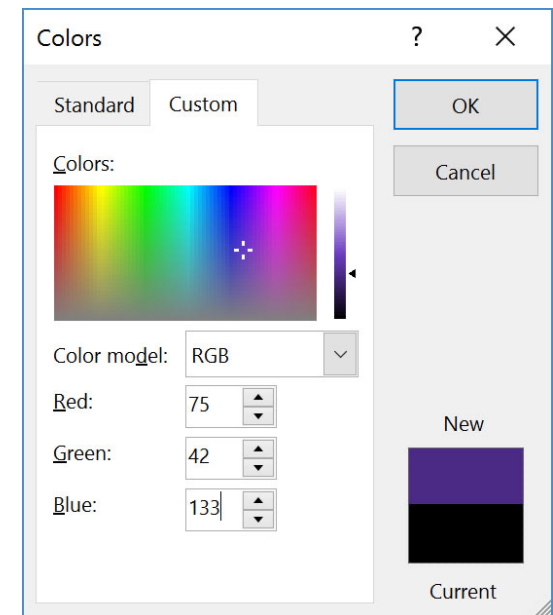 Colors ?
Standard Custom
OK
Cancel
Colors:
Color model: RGB
Red: 75
Green: 42
Blue: 133
New
Current